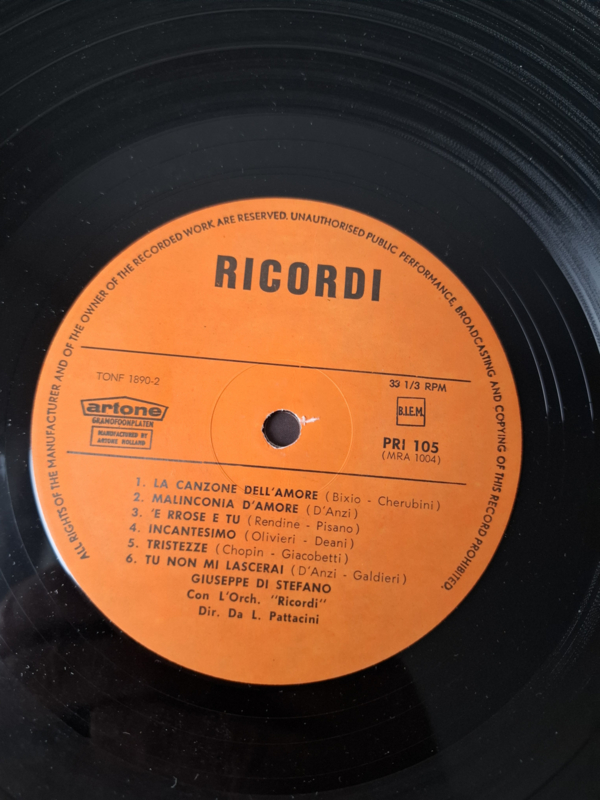 ALL RIGHTS OF THE MANUFACTURER AND OF THE OWNER OF THE RECORDED WORK ARE RESERVED. UNAUTHORISED PUBLIC PERFORMANCE, BROADCASTING AND COPYING OF THIS RECORD PROHIBITED.
RICORDI
TONF 1890-2
33 1/3 RPM
artone
GRAMOFOONPLATEN
MANUFACTURED BY
ARTONE HOLLAND
B.I.E.M.
PRI 105
(MRA 1004)
1. LA CANZONE DELL'AMORE (Bixio - Cherubini)
2. MALINCONIA D'AMORE (D'Anzi)
3. 'E RROSE E TU (Rendine - Pisano)
4. INCANTESIMO (Olivieri - Deani)
5. TRISTEZZE (Chopin - Giacobetti)
6. TU NON MI LASCERAI (D'Anzi - Galdieri)
GIUSEPPE DI STEFANO
Con L'Orch. "Ricordi"
Dir. Da L. Pattacini